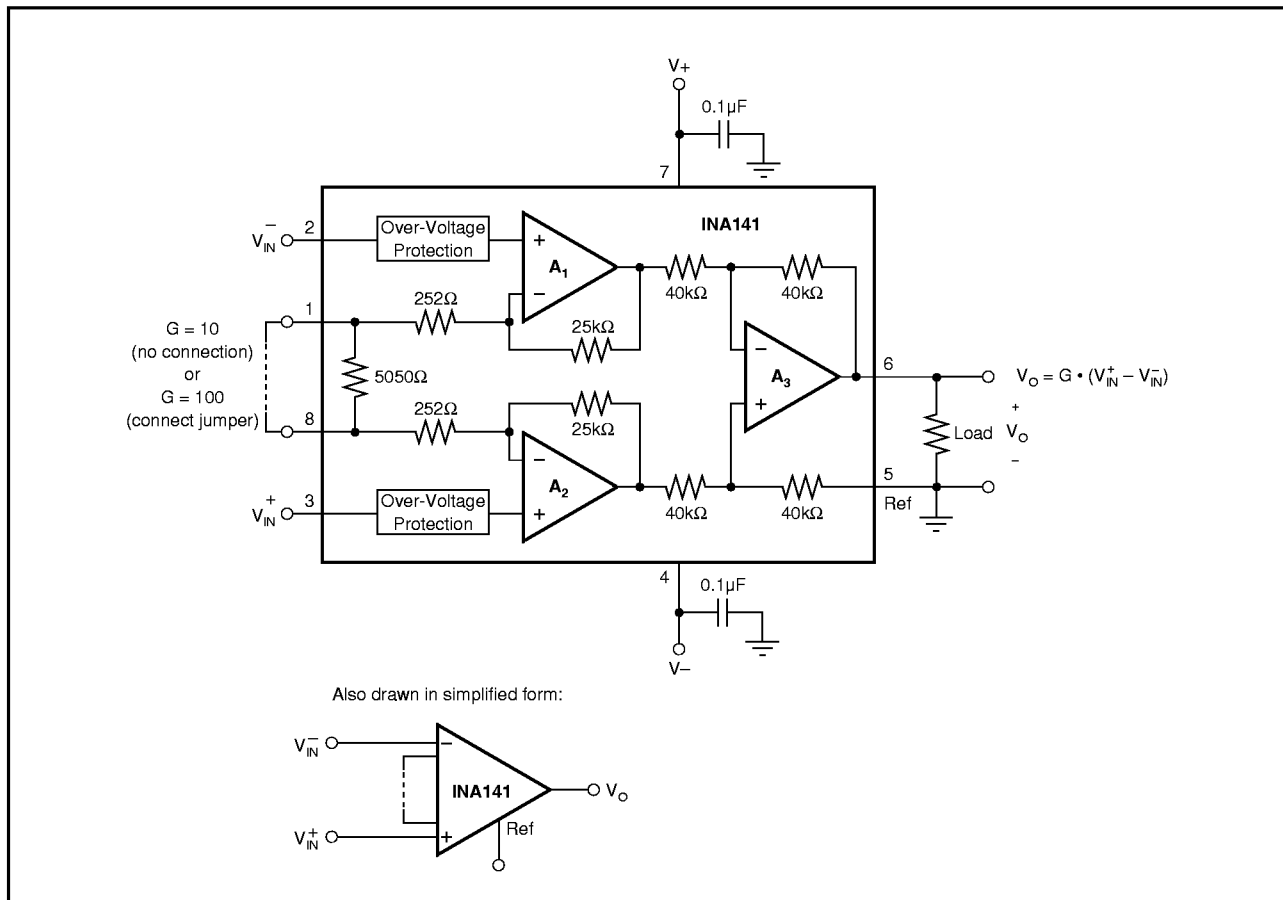 V+
0.1µF
7
INA141
V⁻IN
2
Over-Voltage
Protection
+
A1
−
40kΩ
40kΩ
1
252Ω
25kΩ
G = 10
(no connection)
or
G = 100
(connect jumper)
5050Ω
−
A3
+
6
VO = G • (V⁺IN − V⁻IN)
8
252Ω
25kΩ
Load
+
VO
-
−
A2
+
V⁺IN
3
Over-Voltage
Protection
40kΩ
40kΩ
5
Ref
4
0.1µF
V−
Also drawn in simplified form:
V⁻IN
−
INA141
VO
V⁺IN
+
Ref